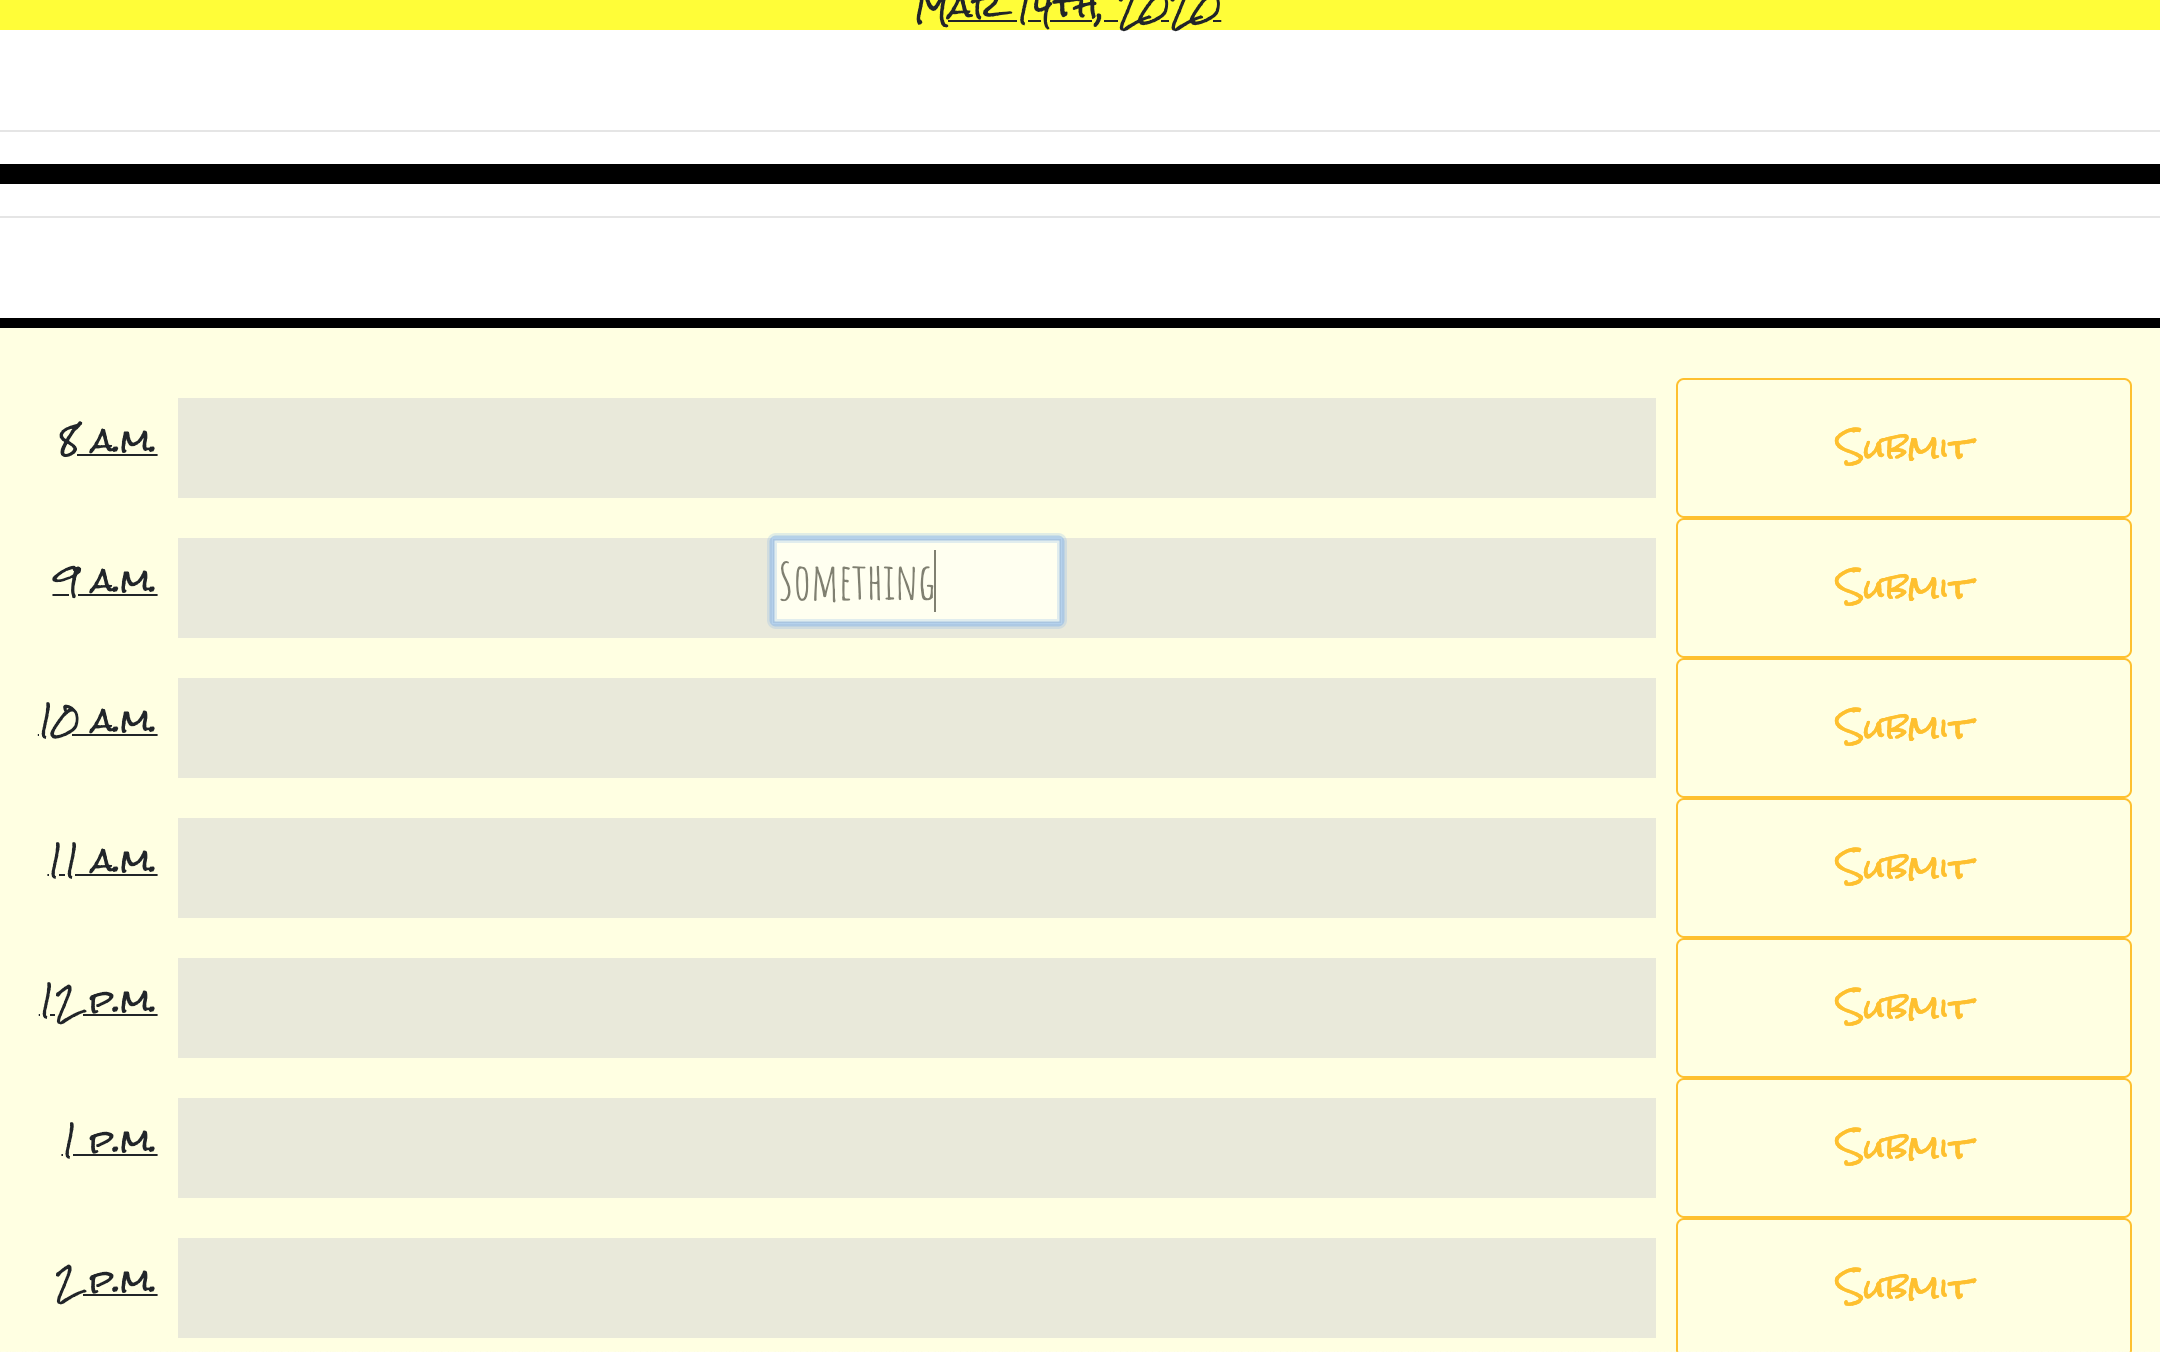 Mar 14th, 2020
8 a.m. Submit
9 a.m. Something Submit
10 a.m. Submit
11 a.m. Submit
12 p.m. Submit
1 p.m. Submit
2 p.m. Submit